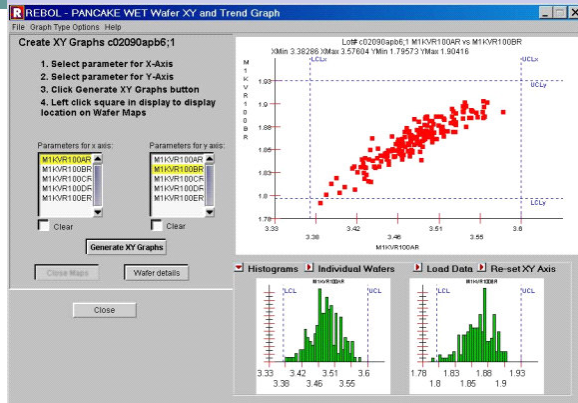 REBOL - PANCAKE WET Wafer XY and Trend Graph
File Graph Type Options Help
Create XY Graphs c02090apb6;1
1. Select parameter for X-Axis
2. Select parameter for Y-Axis
3. Click Generate XY Graphs button
4. Left click square in display to display
location on Wafer Maps
Parameters for x axis:
M1KVR100AR
M1KVR100BR
M1KVR100CR
M1KVR100DR
M1KVR100ER
Clear
Parameters for y axis:
M1KVR100AR
M1KVR100BR
M1KVR100CR
M1KVR100DR
M1KVR100ER
Clear
Generate XY Graphs
Close Maps
Wafer details
Close
Lot# c02090apb6;1 M1KVR100AR vs M1KVR100BR
XMin 3.38286 XMax 3.57604 YMin 1.79573 YMax 1.90416
LCLx
UCLx
UCLy
LCLy
M1KVR100BR
1.93
1.9
1.88
1.85
1.83
1.8
1.78
3.33
3.38
3.42
3.46
3.51
3.55
3.6
M1KVR100AR
Histograms
Individual Wafers
Load Data
Re-set XY Axis
M1KVR100AR
LCL
UCL
3.33 3.42 3.51 3.6
3.38 3.46 3.55
LCL
UCL
1.78 1.83 1.88 1.93
1.8 1.85 1.9